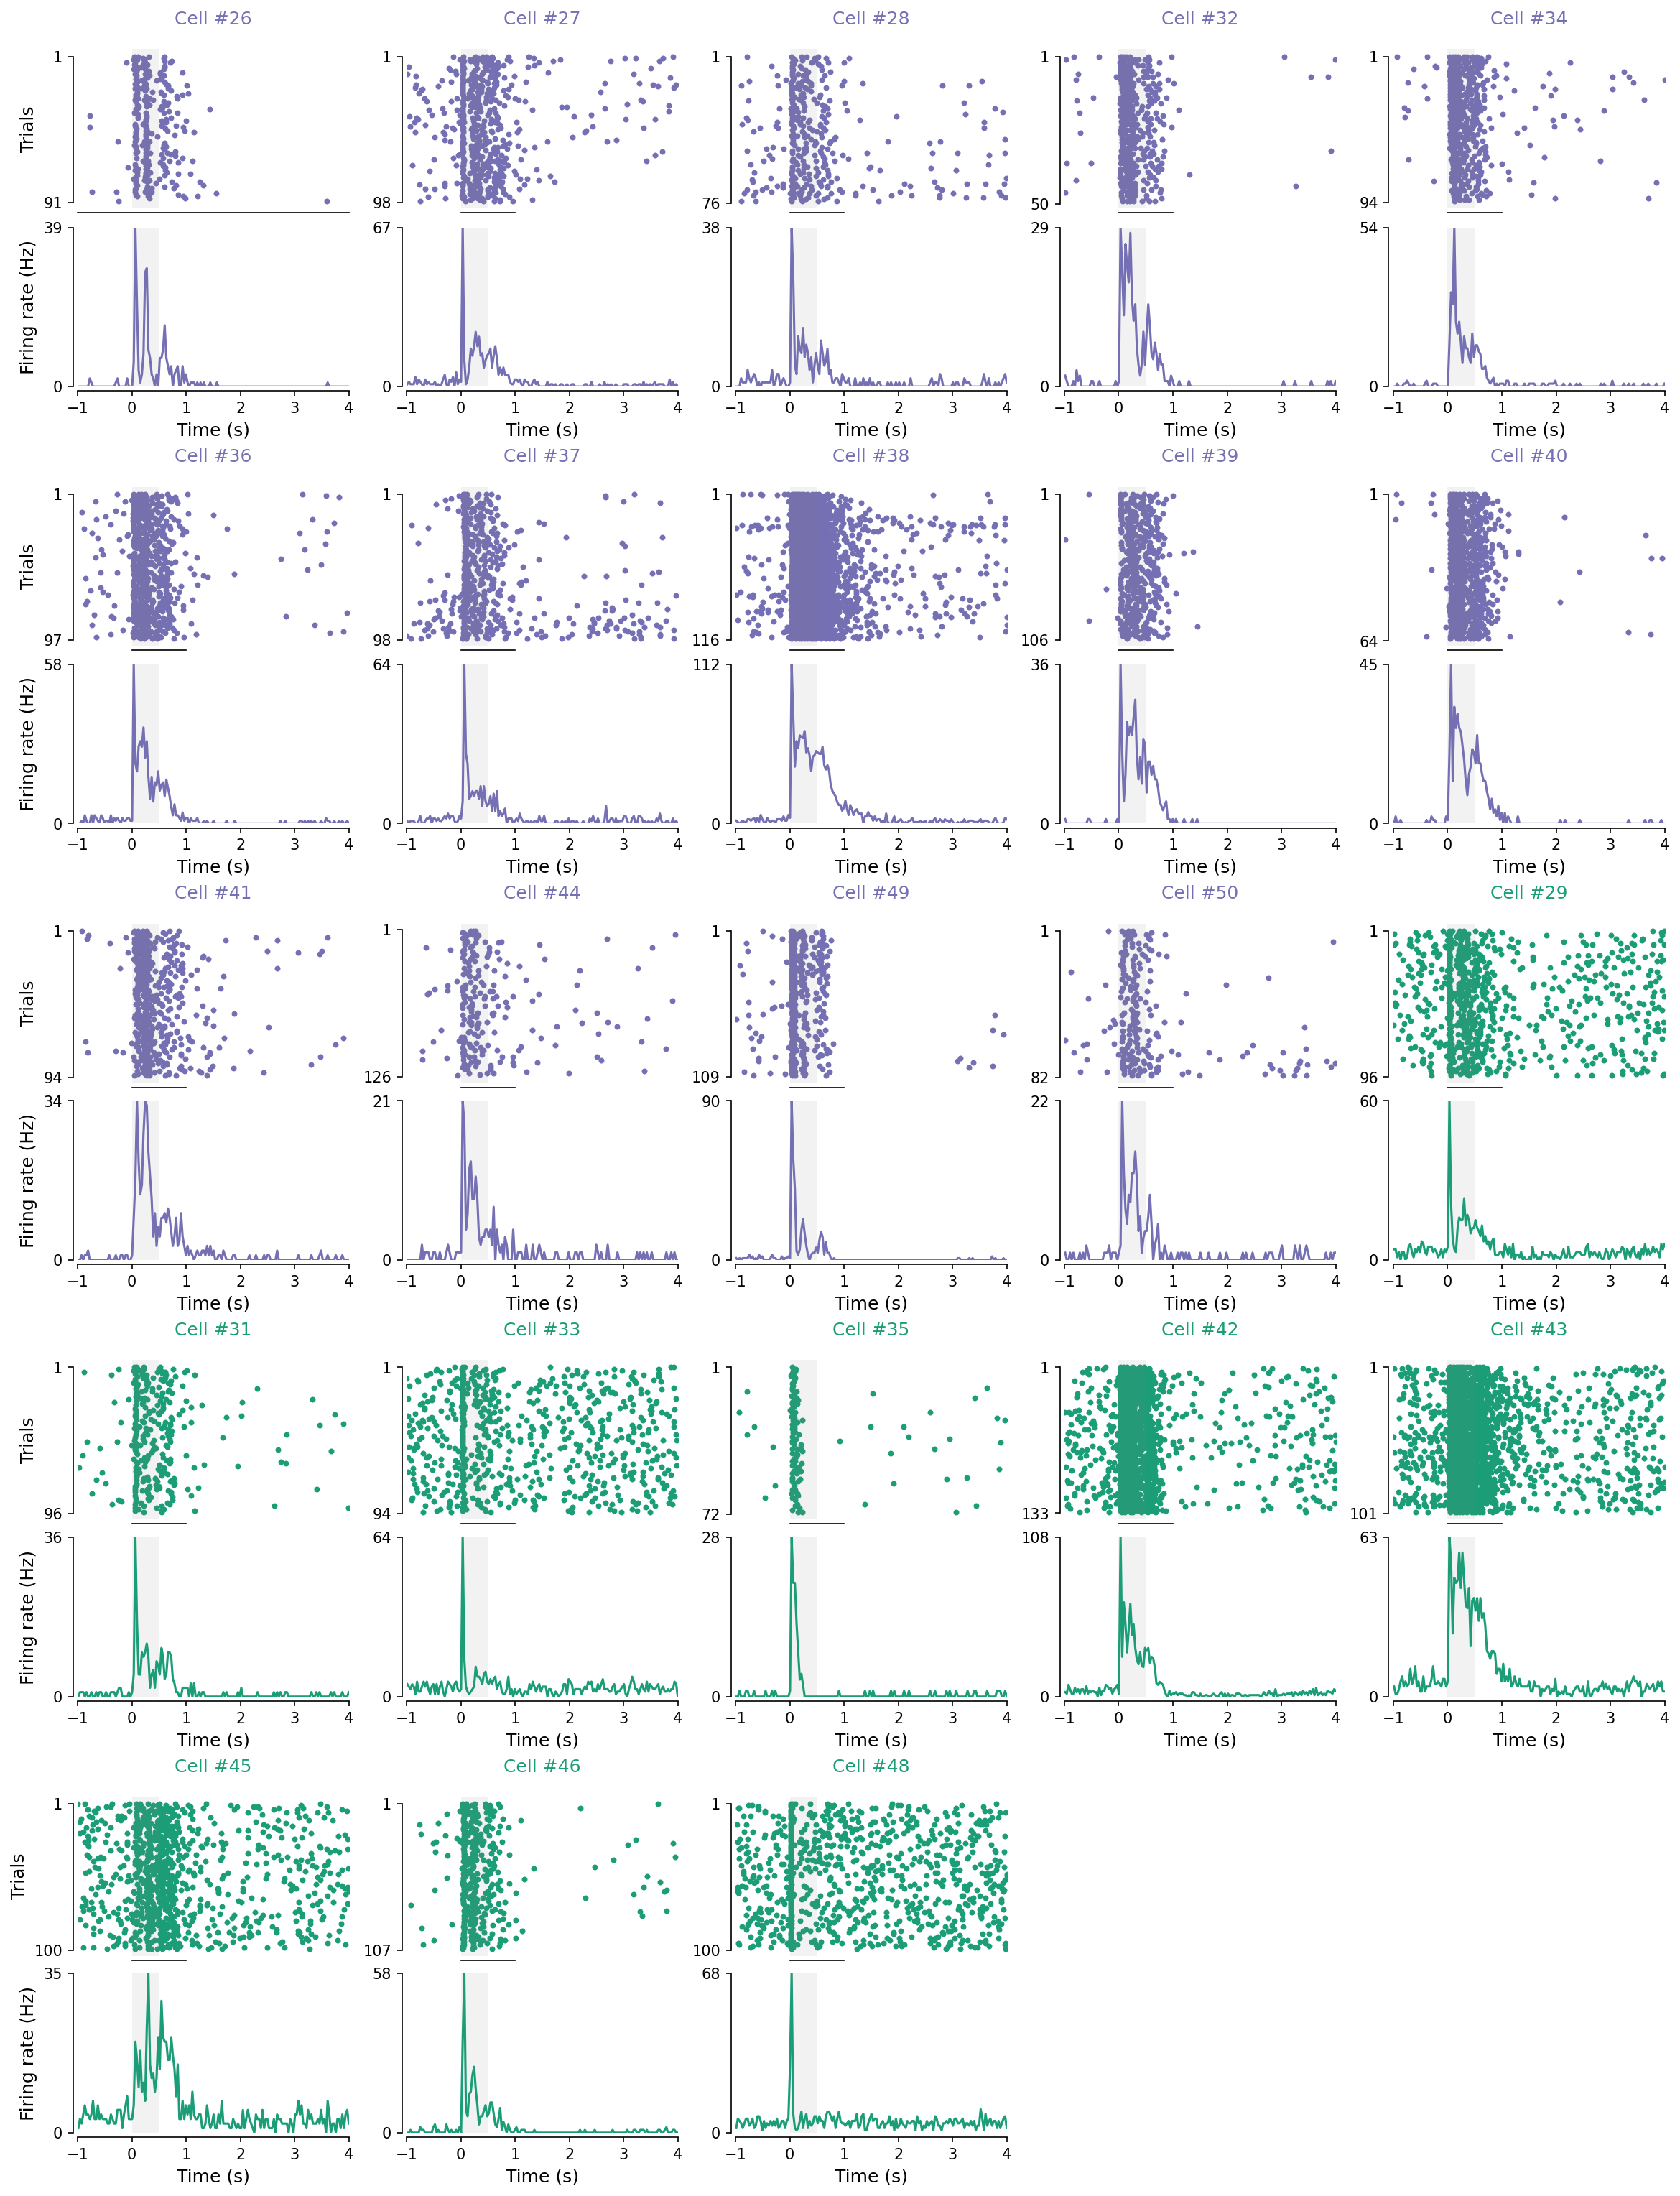 Cell #26 Cell #27 Cell #28 Cell #32 Cell #34
1 1 1 1 1
Trials
91 98 76 50 94
39 67 38 29 54
Firing rate (Hz)
0 0 0 0 0
−1 0 1 2 3 4 −1 0 1 2 3 4 −1 0 1 2 3 4 −1 0 1 2 3 4 −1 0 1 2 3 4
Time (s) Time (s) Time (s) Time (s) Time (s)
Cell #36 Cell #37 Cell #38 Cell #39 Cell #40
1 1 1 1 1
Trials
97 98 116 106 64
58 64 112 36 45
Firing rate (Hz)
0 0 0 0 0
−1 0 1 2 3 4 −1 0 1 2 3 4 −1 0 1 2 3 4 −1 0 1 2 3 4 −1 0 1 2 3 4
Time (s) Time (s) Time (s) Time (s) Time (s)
Cell #41 Cell #44 Cell #49 Cell #50 Cell #29
1 1 1 1 1
Trials
94 126 109 82 96
34 21 90 22 60
Firing rate (Hz)
0 0 0 0 0
−1 0 1 2 3 4 −1 0 1 2 3 4 −1 0 1 2 3 4 −1 0 1 2 3 4 −1 0 1 2 3 4
Time (s) Time (s) Time (s) Time (s) Time (s)
Cell #31 Cell #33 Cell #35 Cell #42 Cell #43
1 1 1 1 1
Trials
96 94 72 133 101
36 64 28 108 63
Firing rate (Hz)
0 0 0 0 0
−1 0 1 2 3 4 −1 0 1 2 3 4 −1 0 1 2 3 4 −1 0 1 2 3 4 −1 0 1 2 3 4
Time (s) Time (s) Time (s) Time (s) Time (s)
Cell #45 Cell #46 Cell #48
1 1 1
Trials
100 107 100
35 58 68
Firing rate (Hz)
0 0 0
−1 0 1 2 3 4 −1 0 1 2 3 4 −1 0 1 2 3 4
Time (s) Time (s) Time (s)